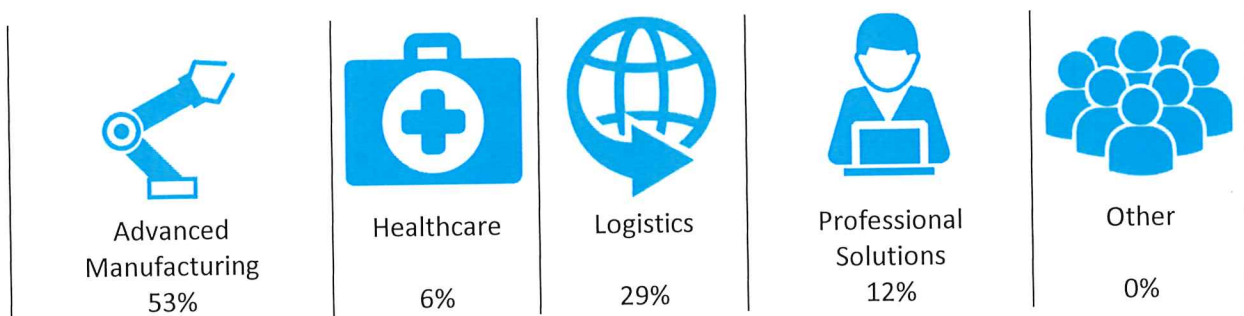 Advanced
Manufacturing
53%
Healthcare
6%
Logistics
29%
Professional
Solutions
12%
Other
0%